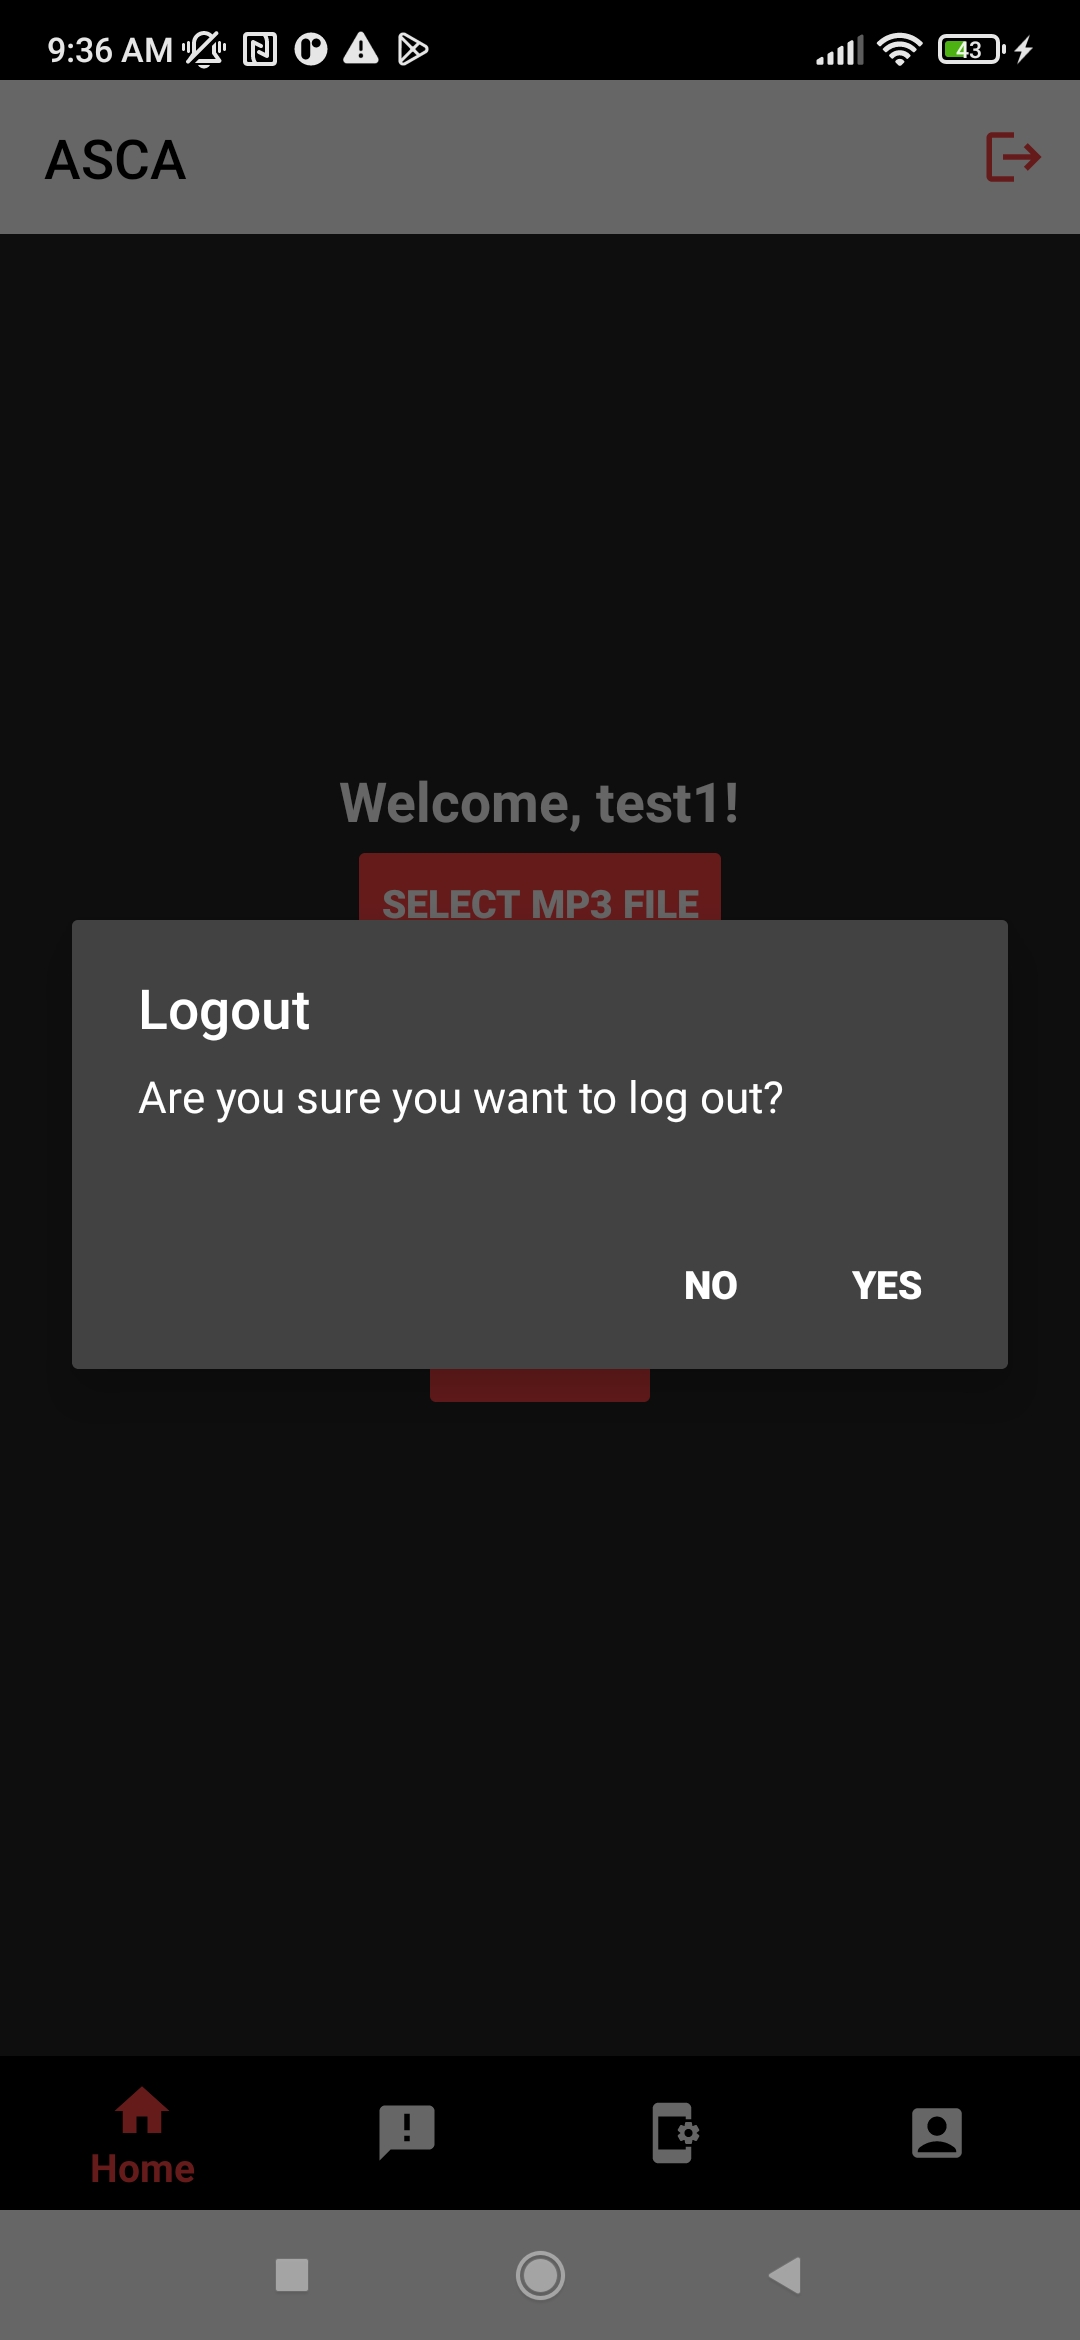 9:36 AM
43
ASCA
Welcome, test1!
SELECT MP3 FILE
Logout
Are you sure you want to log out?
NO YES
Home